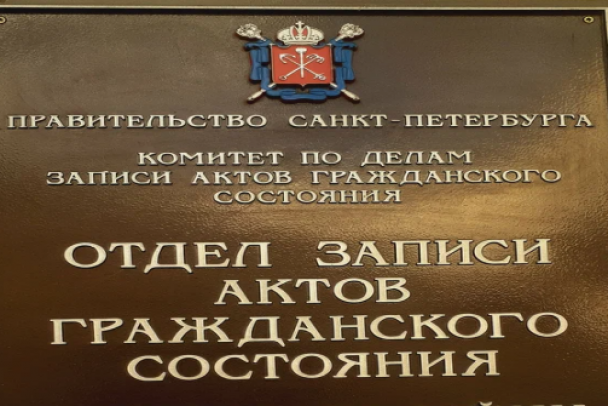 ПРАВИТЕЛЬСТВО САНКТ-ПЕТЕРБУРГА
КОМИТЕТ ПО ДЕЛАМ
ЗАПИСИ АКТОВ ГРАЖДАНСКОГО
СОСТОЯНИЯ
ОТДЕЛ ЗАПИСИ
АКТОВ
ГРАЖДАНСКОГО
СОСТОЯНИЯ